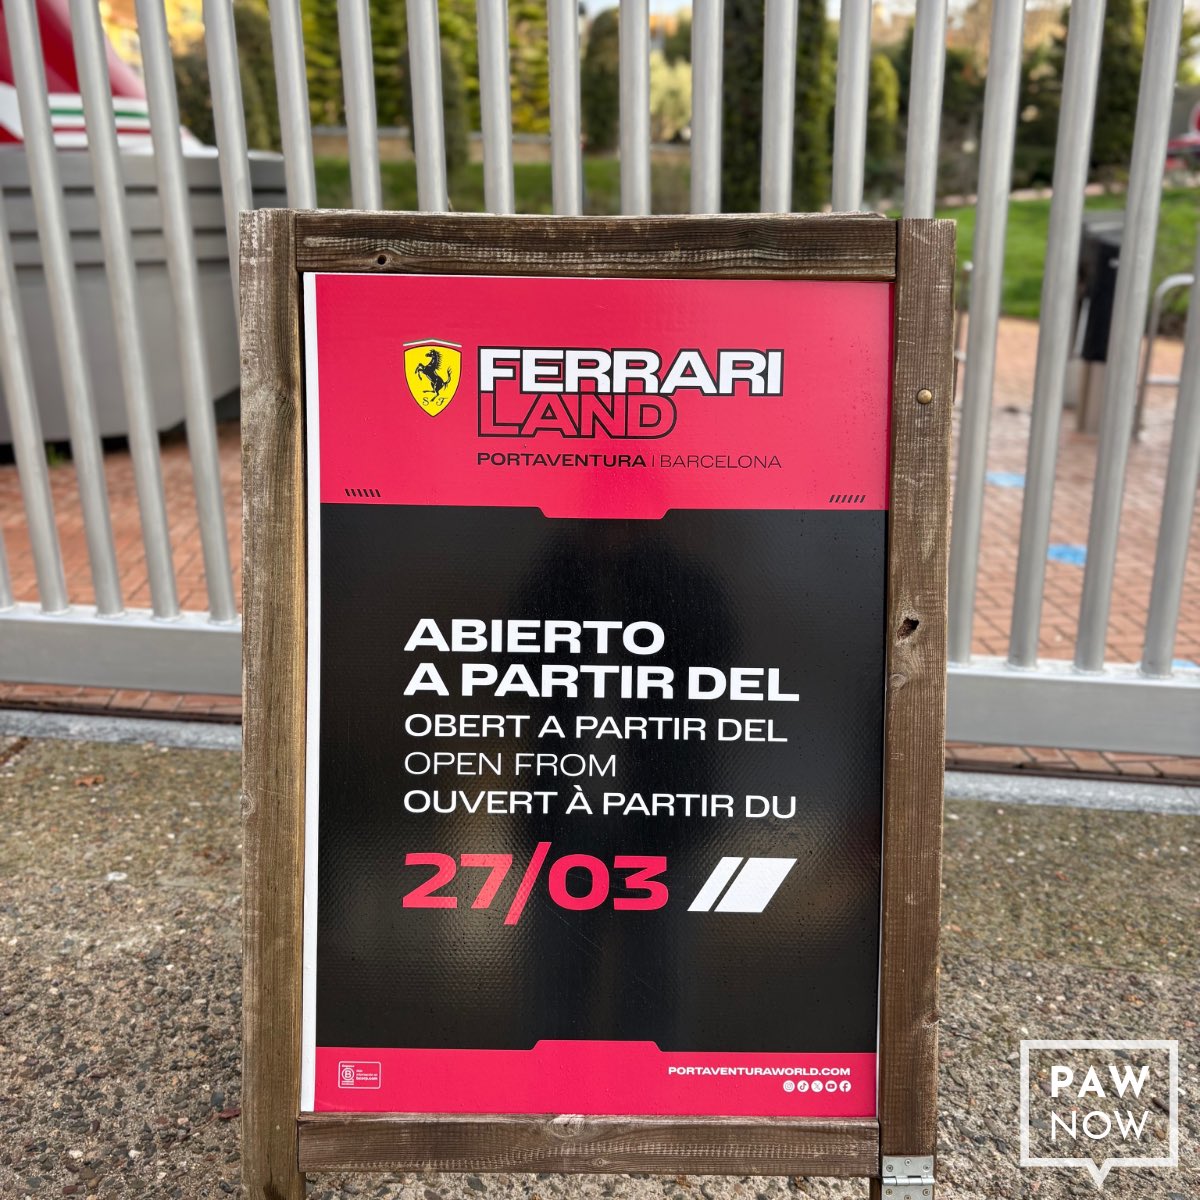 FERRARI
LAND
PORTAVENTURA | BARCELONA
S F
ABIERTO
A PARTIR DEL
OBERT A PARTIR DEL
OPEN FROM
OUVERT À PARTIR DU
27/03
B
PORTAVENTURAWORLD.COM
PAW
NOW